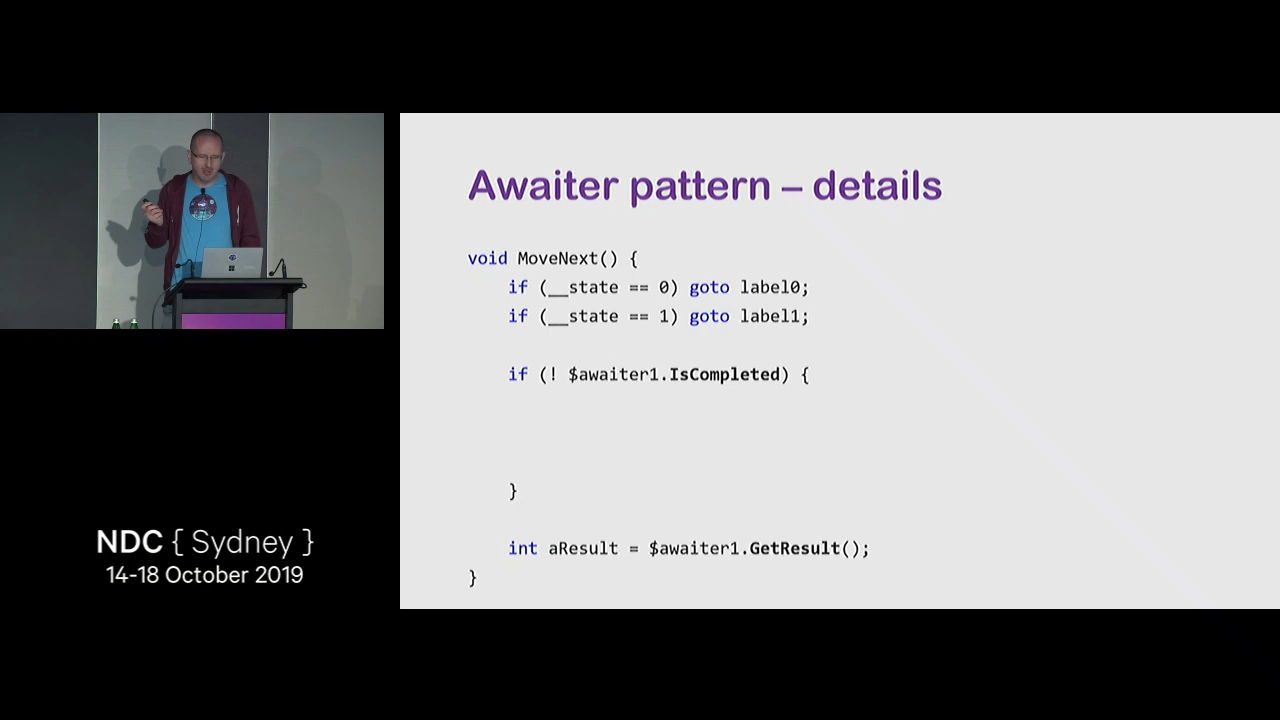 Awaiter pattern – details
void MoveNext() {
if (__state == 0) goto label0;
if (__state == 1) goto label1;
if (! $awaiter1.IsCompleted) {
}
int aResult = $awaiter1.GetResult();
}
NDC { Sydney }
14-18 October 2019